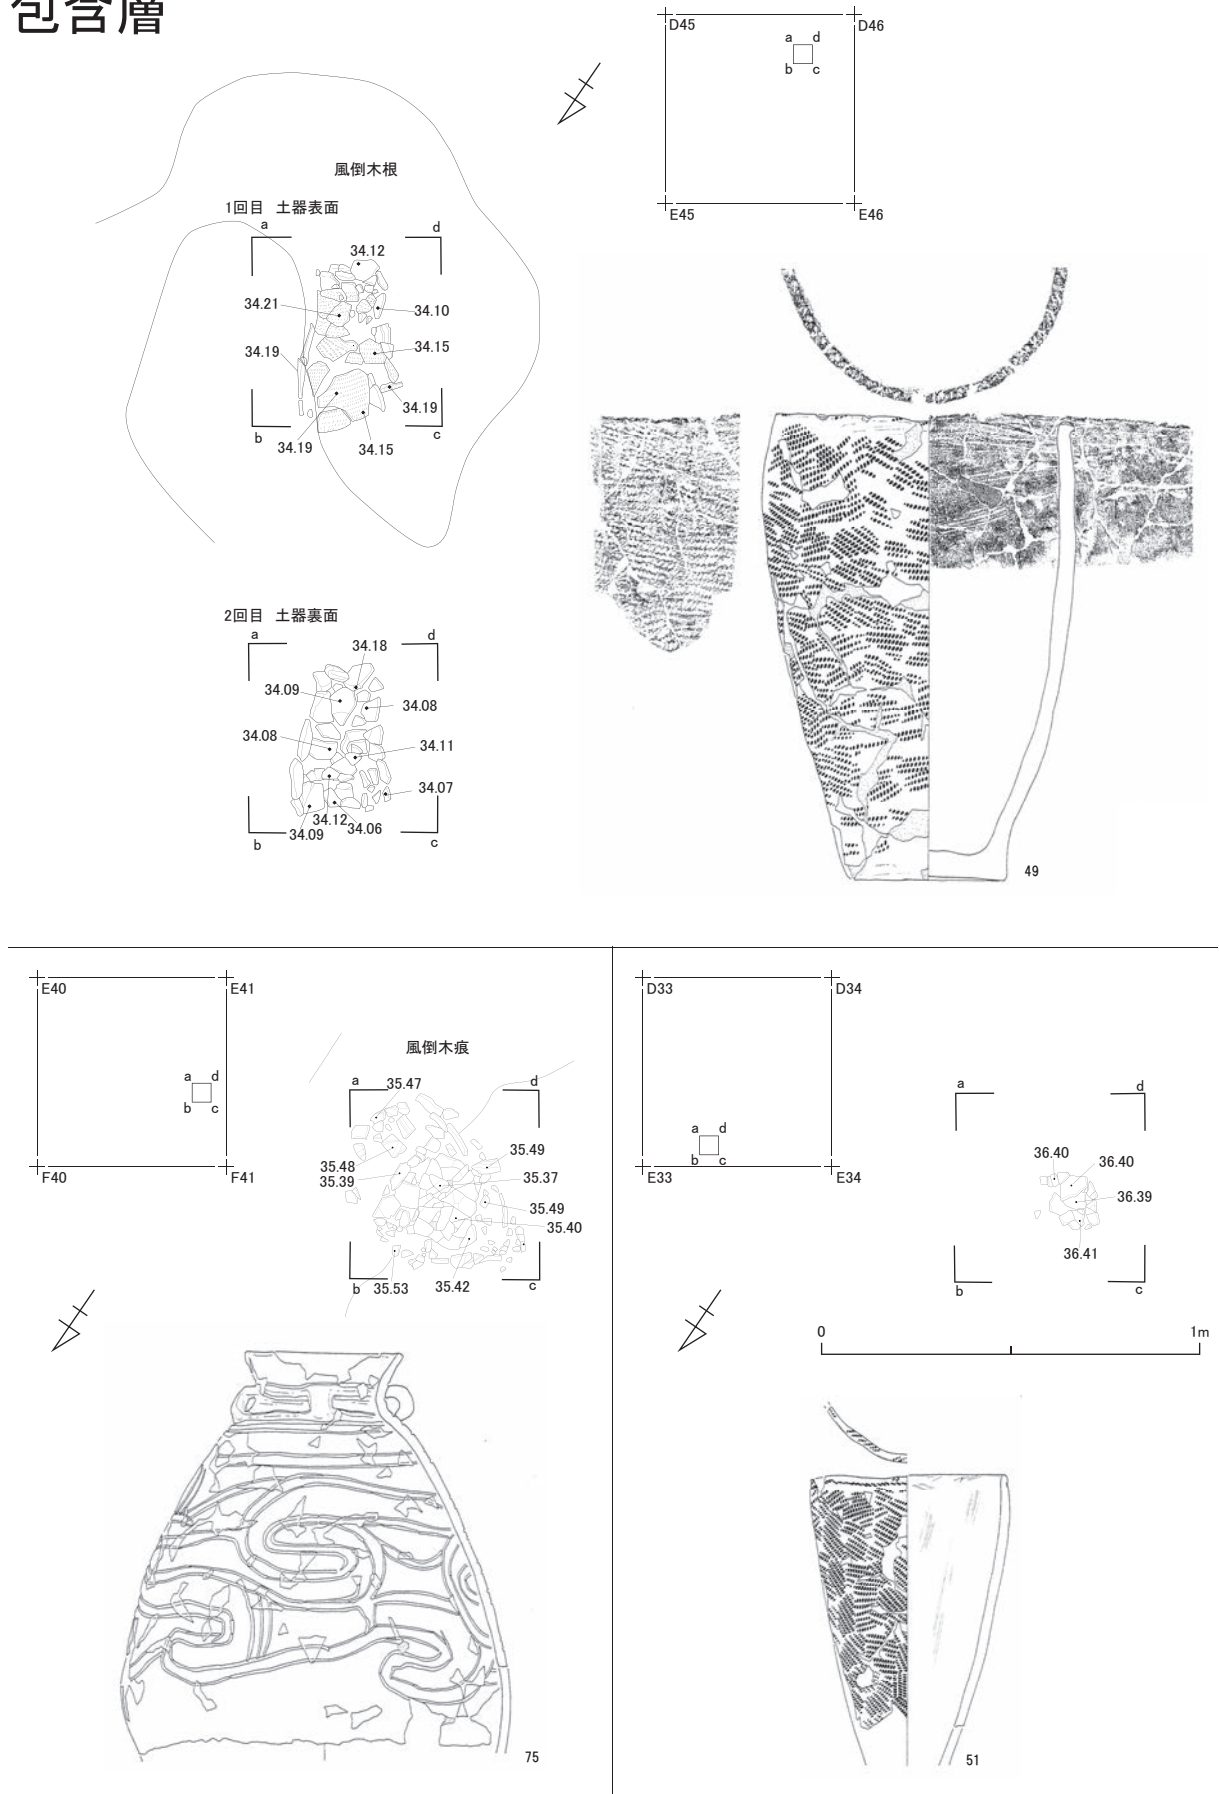 包含層
D45
D46
a d
b c
E45
E46
風倒木根
1回目 土器表面
a
d
34.12
34.21
34.10
34.19
34.15
34.19
b
34.19
34.15
c
2回目 土器裏面
a
d
34.18
34.09
34.08
34.08
34.11
34.07
34.12
34.06
34.09
b
c
49
E40
E41
a d
b c
F40
F41
風倒木痕
a
35.47
d
35.49
35.48
35.39
35.37
35.49
35.40
b
35.53
35.42
c
75
D33
D34
a d
b c
E33
E34
a
d
36.40
36.40
36.39
36.41
b
c
0
1m
51